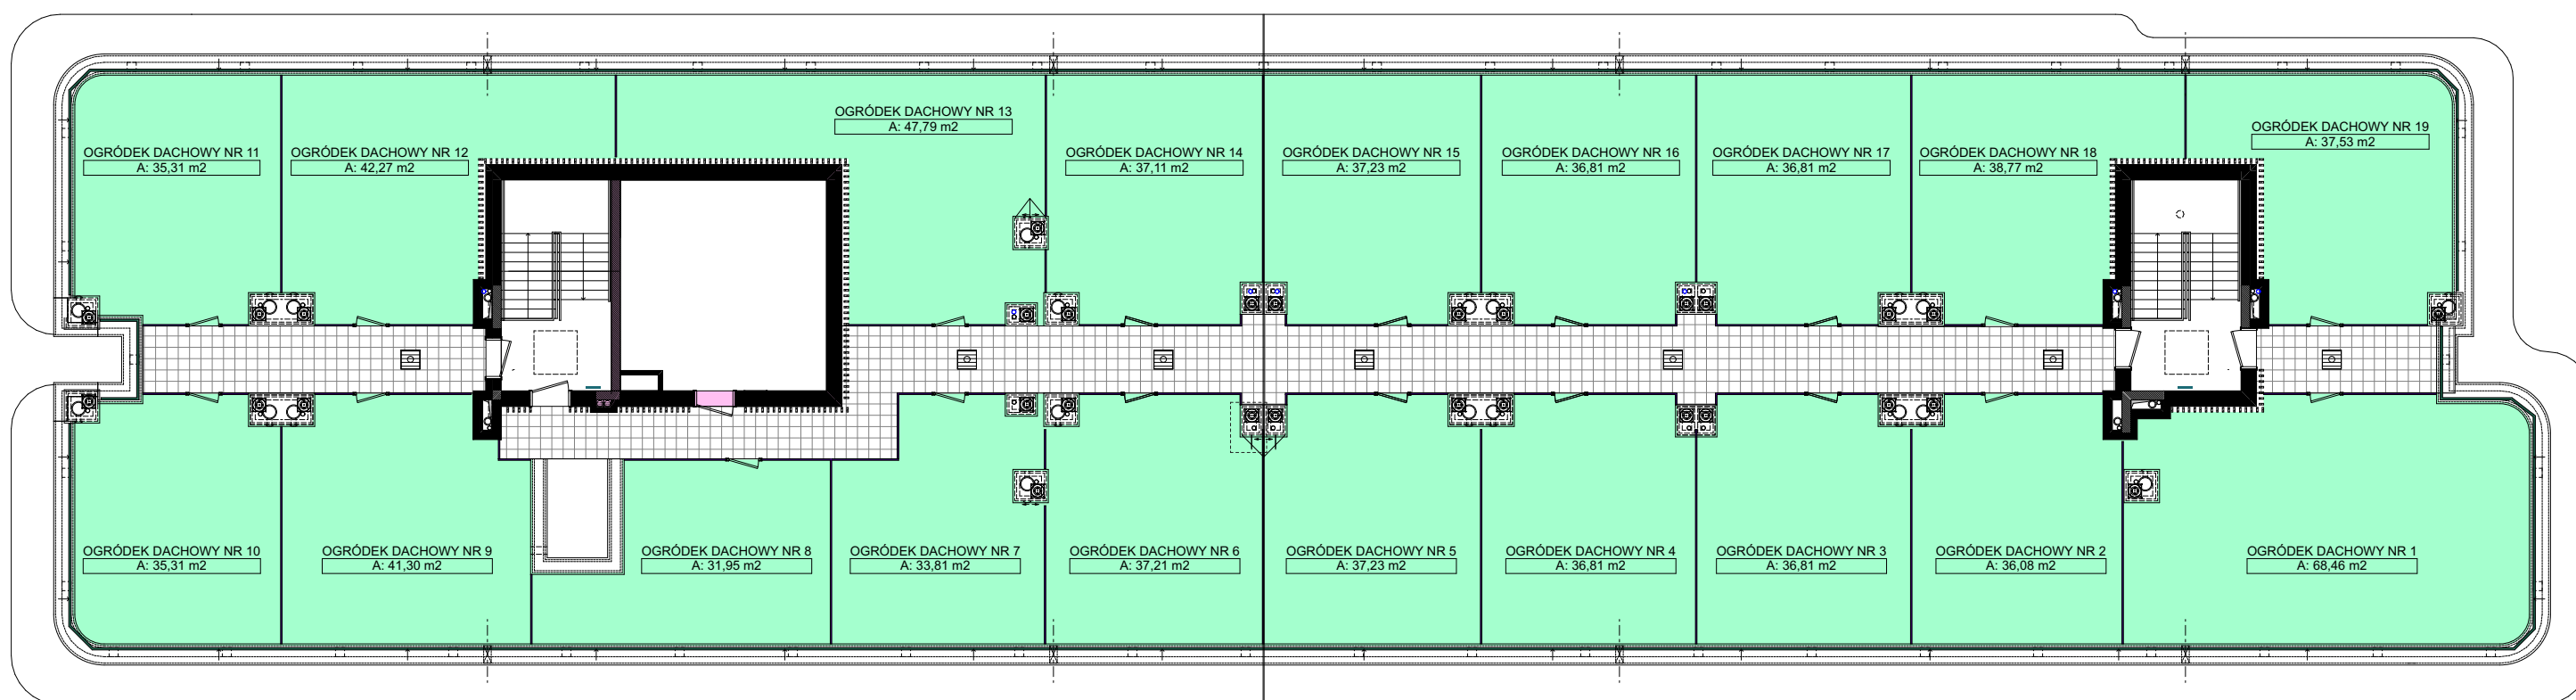 OGRÓDEK DACHOWY NR 11
A: 35,31 m2
OGRÓDEK DACHOWY NR 12
A: 42,27 m2
OGRÓDEK DACHOWY NR 13
A: 47,79 m2
OGRÓDEK DACHOWY NR 14
A: 37,11 m2
OGRÓDEK DACHOWY NR 15
A: 37,23 m2
OGRÓDEK DACHOWY NR 16
A: 36,81 m2
OGRÓDEK DACHOWY NR 17
A: 36,81 m2
OGRÓDEK DACHOWY NR 18
A: 38,77 m2
OGRÓDEK DACHOWY NR 19
A: 37,53 m2
OGRÓDEK DACHOWY NR 10
A: 35,31 m2
OGRÓDEK DACHOWY NR 9
A: 41,30 m2
OGRÓDEK DACHOWY NR 8
A: 31,95 m2
OGRÓDEK DACHOWY NR 7
A: 33,81 m2
OGRÓDEK DACHOWY NR 6
A: 37,21 m2
OGRÓDEK DACHOWY NR 5
A: 37,23 m2
OGRÓDEK DACHOWY NR 4
A: 36,81 m2
OGRÓDEK DACHOWY NR 3
A: 36,81 m2
OGRÓDEK DACHOWY NR 2
A: 36,08 m2
OGRÓDEK DACHOWY NR 1
A: 68,46 m2